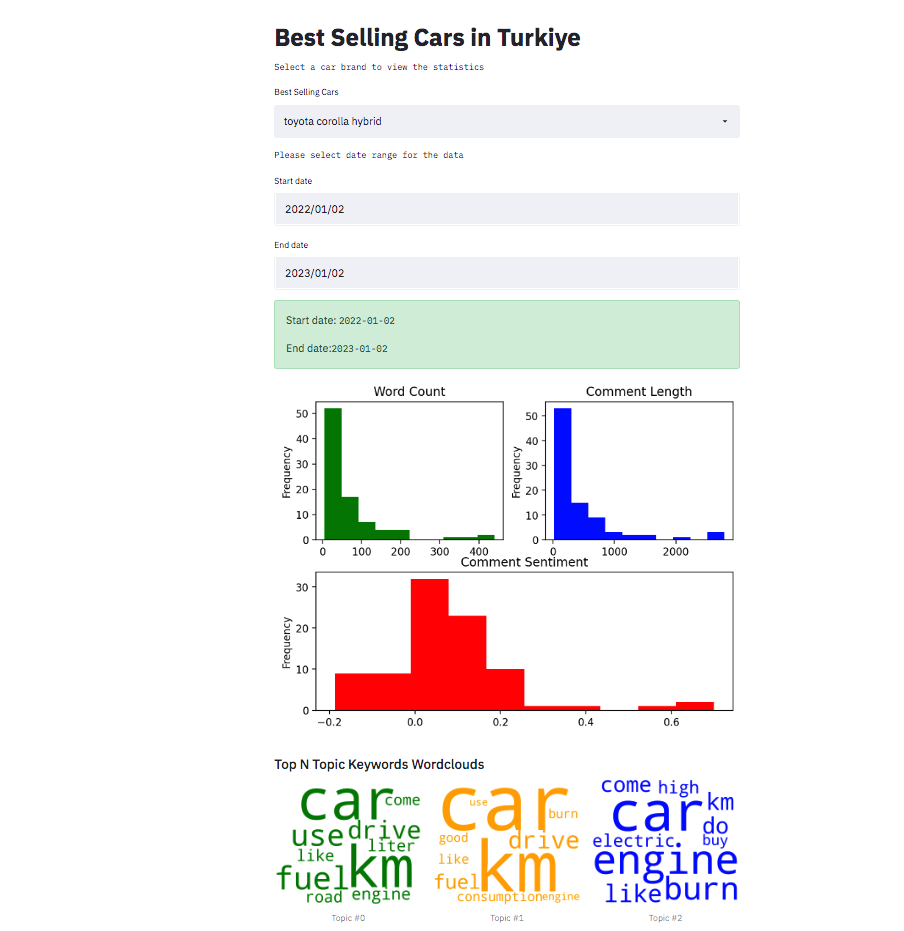 Best Selling Cars in Turkiye
Select a car brand to view the statistics
Best Selling Cars
toyota corolla hybrid
Please select date range for the data
Start date
2022/01/02
End date
2023/01/02
Start date: 2022-01-02
End date:2023-01-02
Word Count
Frequency
50
40
30
20
10
0
0 100 200 300 400
Comment Length
Frequency
50
40
30
20
10
0
0 1000 2000
Comment Sentiment
Frequency
30
20
10
0
−0.2 0.0 0.2 0.4 0.6
Top N Topic Keywords Wordclouds
car
come
use drive
like liter
fuel km
road engine
Topic #0
car
use
burn
good drive
like km
fuel
consumption engine
Topic #1
come high
car km
do
electric buy
engine
like burn
Topic #2